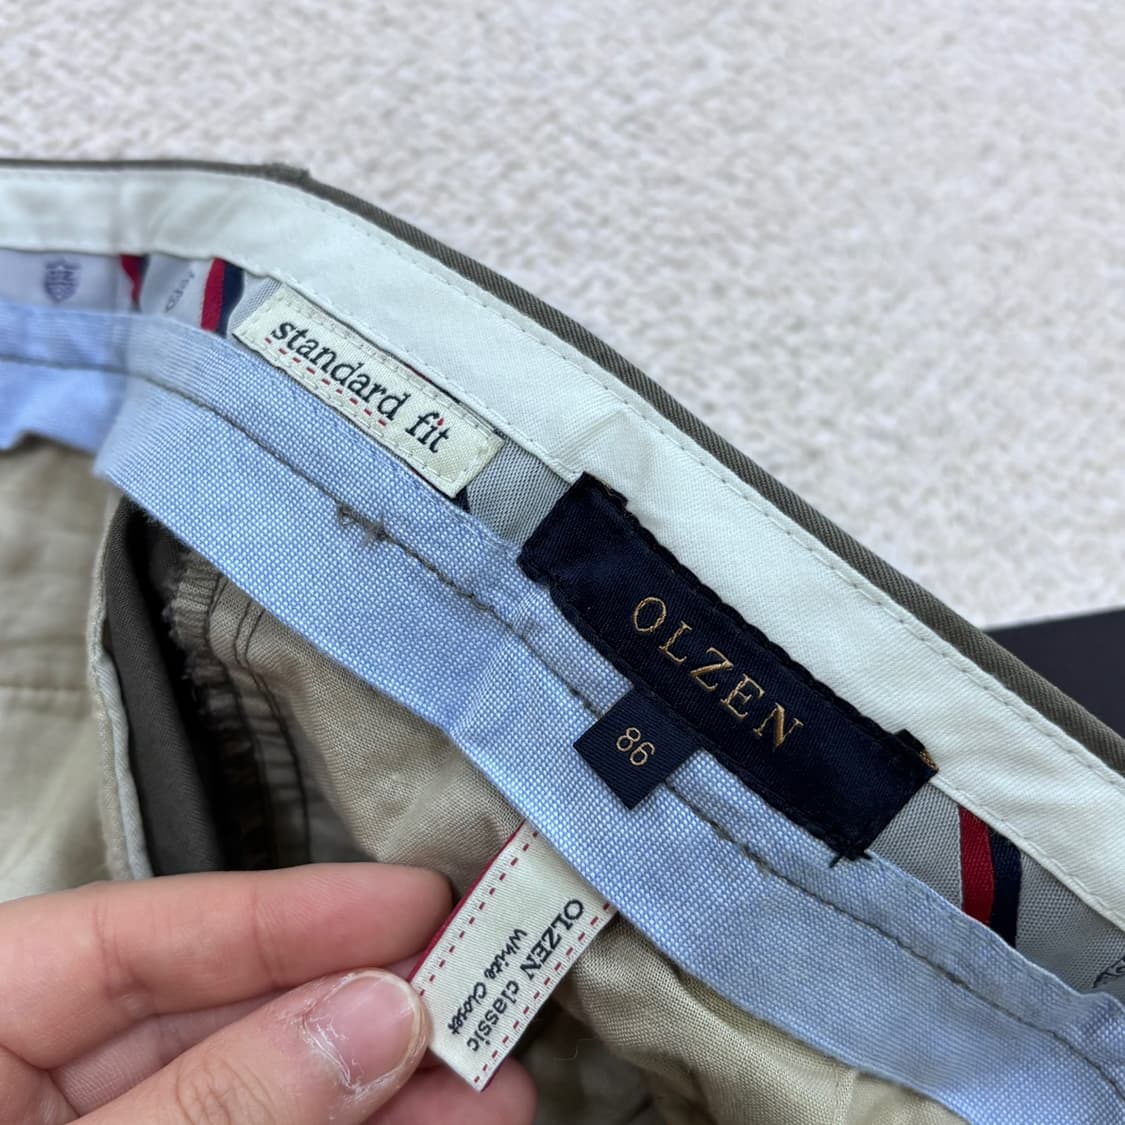 standard fit
OLZEN
86
OLZEN classic
White Closet